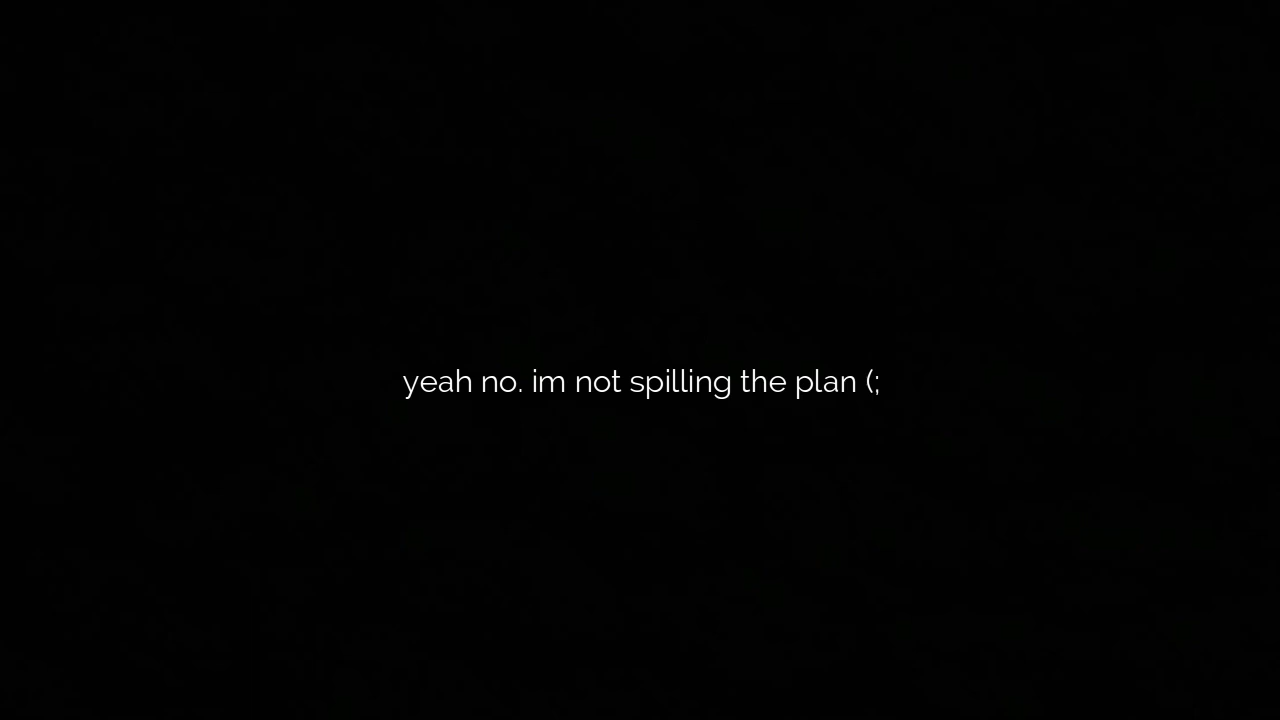 yeah no. im not spilling the plan (;